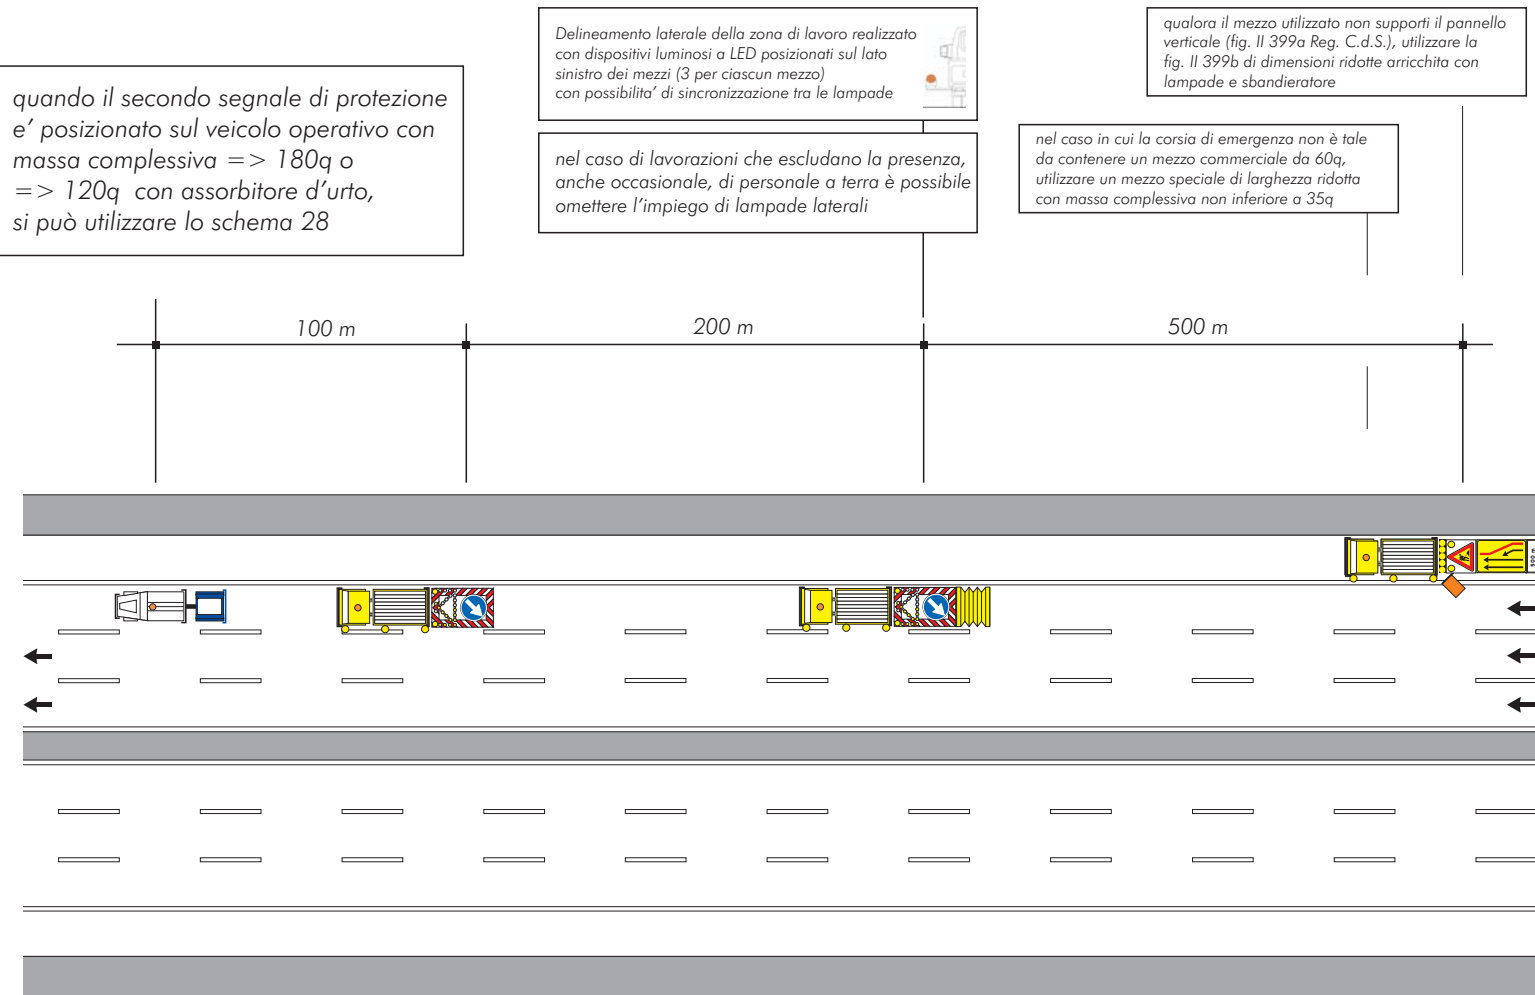 quando il secondo segnale di protezione
e' posizionato sul veicolo operativo con
massa complessiva => 180q o
=> 120q con assorbitore d'urto,
si può utilizzare lo schema 28
Delineamento laterale della zona di lavoro realizzato
con dispositivi luminosi a LED posizionati sul lato
sinistro dei mezzi (3 per ciascun mezzo)
con possibilita' di sincronizzazione tra le lampade
nel caso di lavorazioni che escludano la presenza,
anche occasionale, di personale a terra è possibile
omettere l'impiego di lampade laterali
qualora il mezzo utilizzato non supporti il pannello
verticale (fig. II 399a Reg. C.d.S.), utilizzare la
fig. II 399b di dimensioni ridotte arricchita con
lampade e sbandieratore
nel caso in cui la corsia di emergenza non è tale
da contenere un mezzo commerciale da 60q,
utilizzare un mezzo speciale di larghezza ridotta
con massa complessiva non inferiore a 35q
100 m
200 m
500 m
500 m